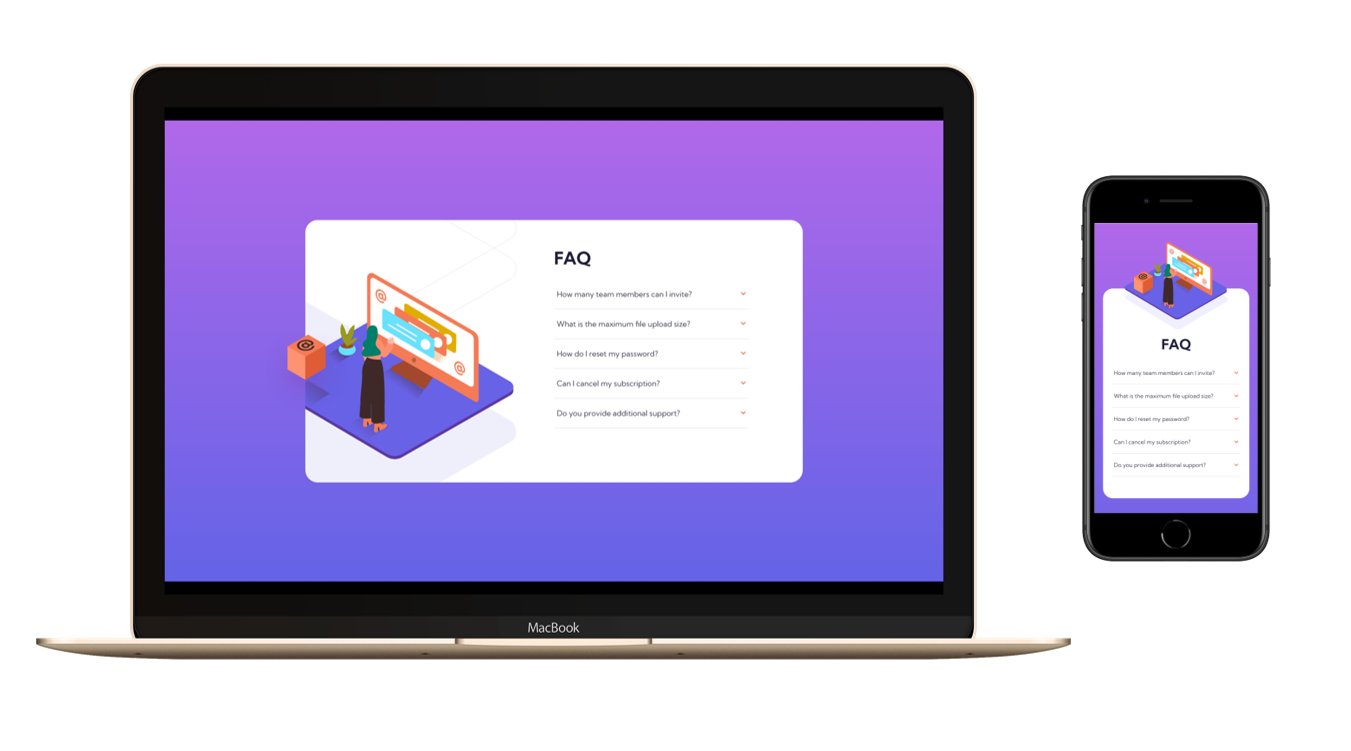 FAQ
How many team members can I invite?
What is the maximum file upload size?
How do I reset my password?
Can I cancel my subscription?
Do you provide additional support?
MacBook
FAQ
How many team members can I invite?
What is the maximum file upload size?
How do I reset my password?
Can I cancel my subscription?
Do you provide additional support?